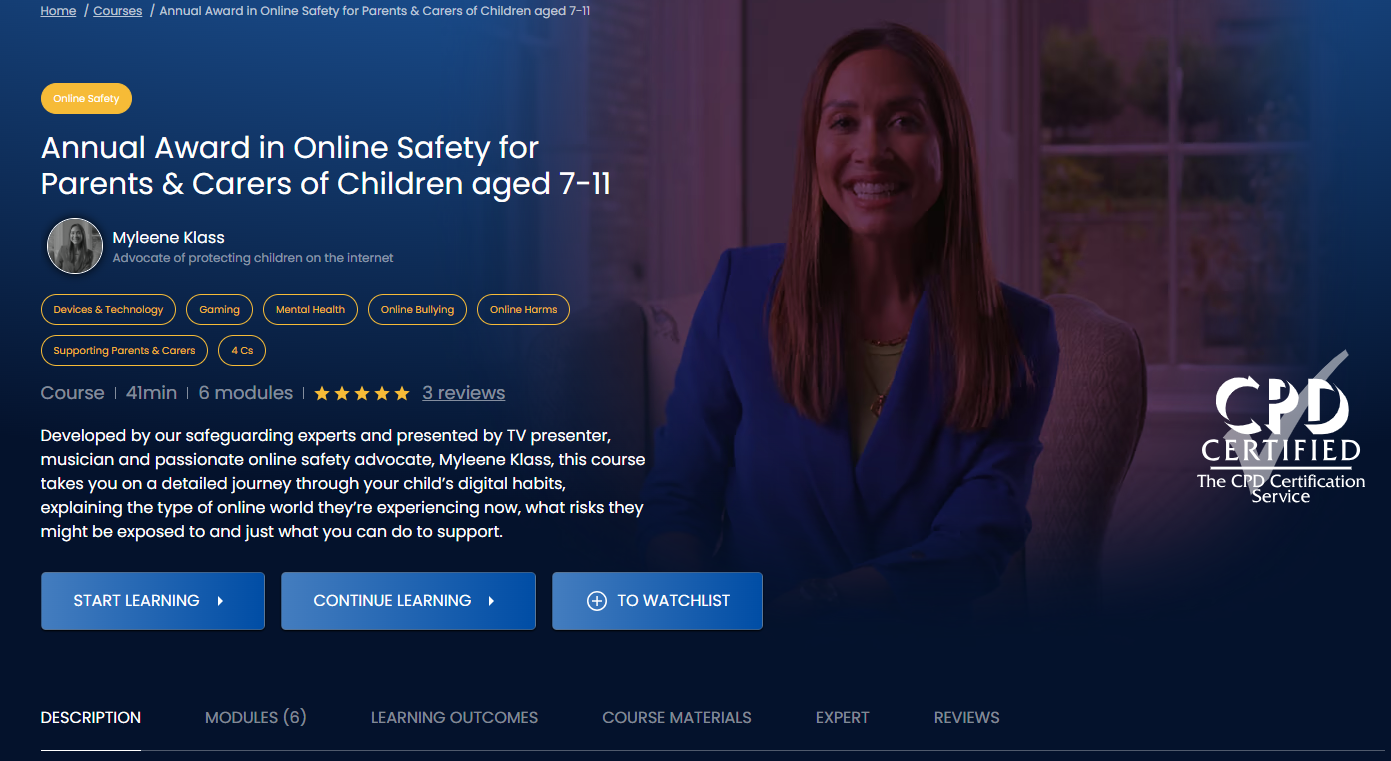 Home / Courses / Annual Award in Online Safety for Parents & Carers of Children aged 7-11
Online Safety
Annual Award in Online Safety for
Parents & Carers of Children aged 7-11
Myleene Klass
Advocate of protecting children on the internet
Devices & Technology Gaming Mental Health Online Bullying Online Harms
Supporting Parents & Carers 4 Cs
Course | 41min | 6 modules | ★★★★★ 3 reviews
Developed by our safeguarding experts and presented by TV presenter,
musician and passionate online safety advocate, Myleene Klass, this course
takes you on a detailed journey through your child’s digital habits,
explaining the type of online world they’re experiencing now, what risks they
might be exposed to and just what you can do to support.
CPD
CERTIFIED
The CPD Certification
Service
START LEARNING CONTINUE LEARNING TO WATCHLIST
DESCRIPTION MODULES (6) LEARNING OUTCOMES COURSE MATERIALS EXPERT REVIEWS